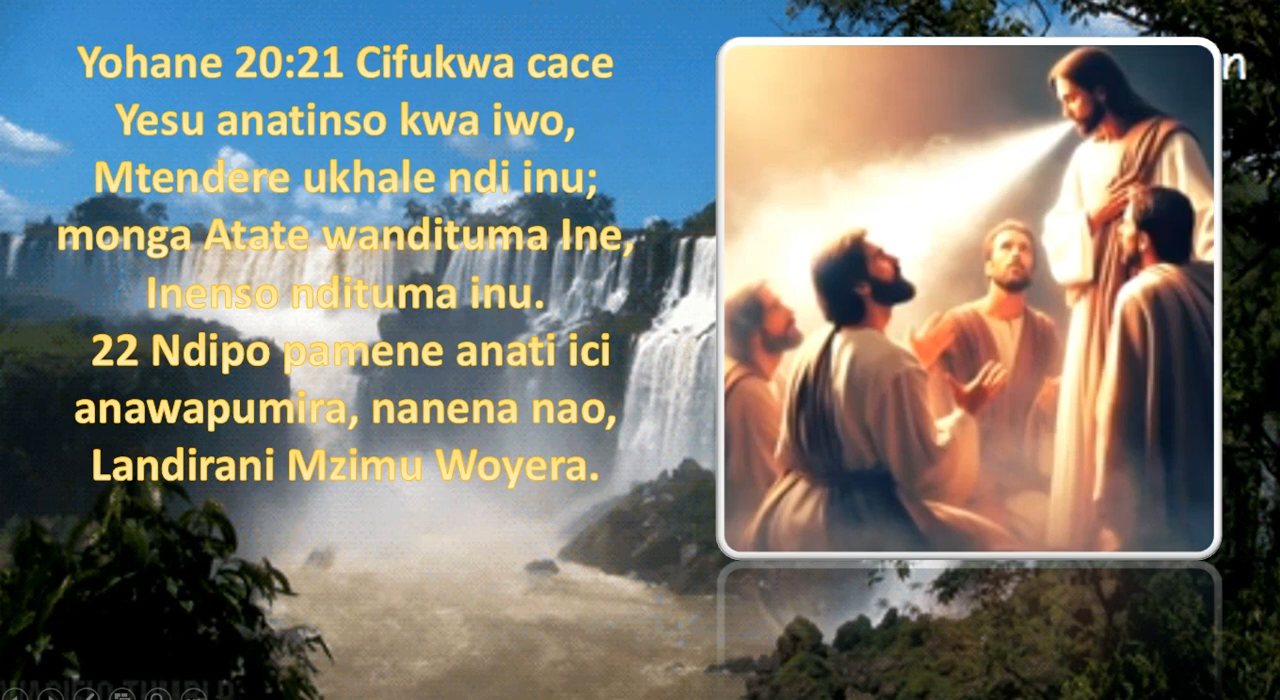 Yohane 20:21 Cifukwa cace
Yesu anatinso kwa iwo,
Mtendere ukhale ndi inu;
monga Atate wandituma Ine,
Inenso ndituma inu.
22 Ndipo pamene anati ici
anawapumira, nanena nao,
Landirani Mzimu Woyera.
n